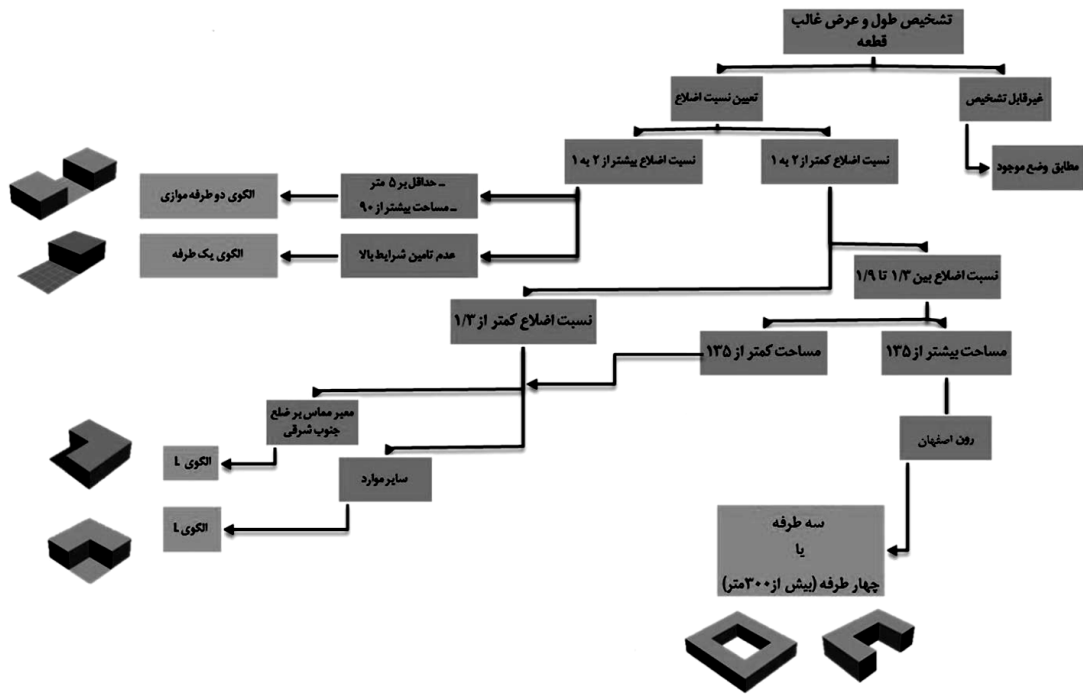 تشخیص طول و عرض غالب
قطعه
غیرقابل تشخیص
تعیین نسبت اضلاع
مطابق وضع موجود
نسبت اضلاع کمتر از ۲ به ۱
نسبت اضلاع بیشتر از ۲ به ۱
ـ حداقل بر ۵ متر
ـ مساحت بیشتر از ۹۰
الگوی دو طرفه موازی
عدم تامین شرایط بالا
الگوی یک طرفه
نسبت اضلاع بین ۱/۳ تا ۱/۹
نسبت اضلاع کمتر از ۱/۳
مساحت بیشتر از ۱۳۵
مساحت کمتر از ۱۳۵
رون اصفهان
معبر مماس بر ضلع
جنوب شرقی
الگوی L
سایر موارد
الگوی L
سه طرفه
یا
چهار طرفه (بیش از ۳۰۰متر)